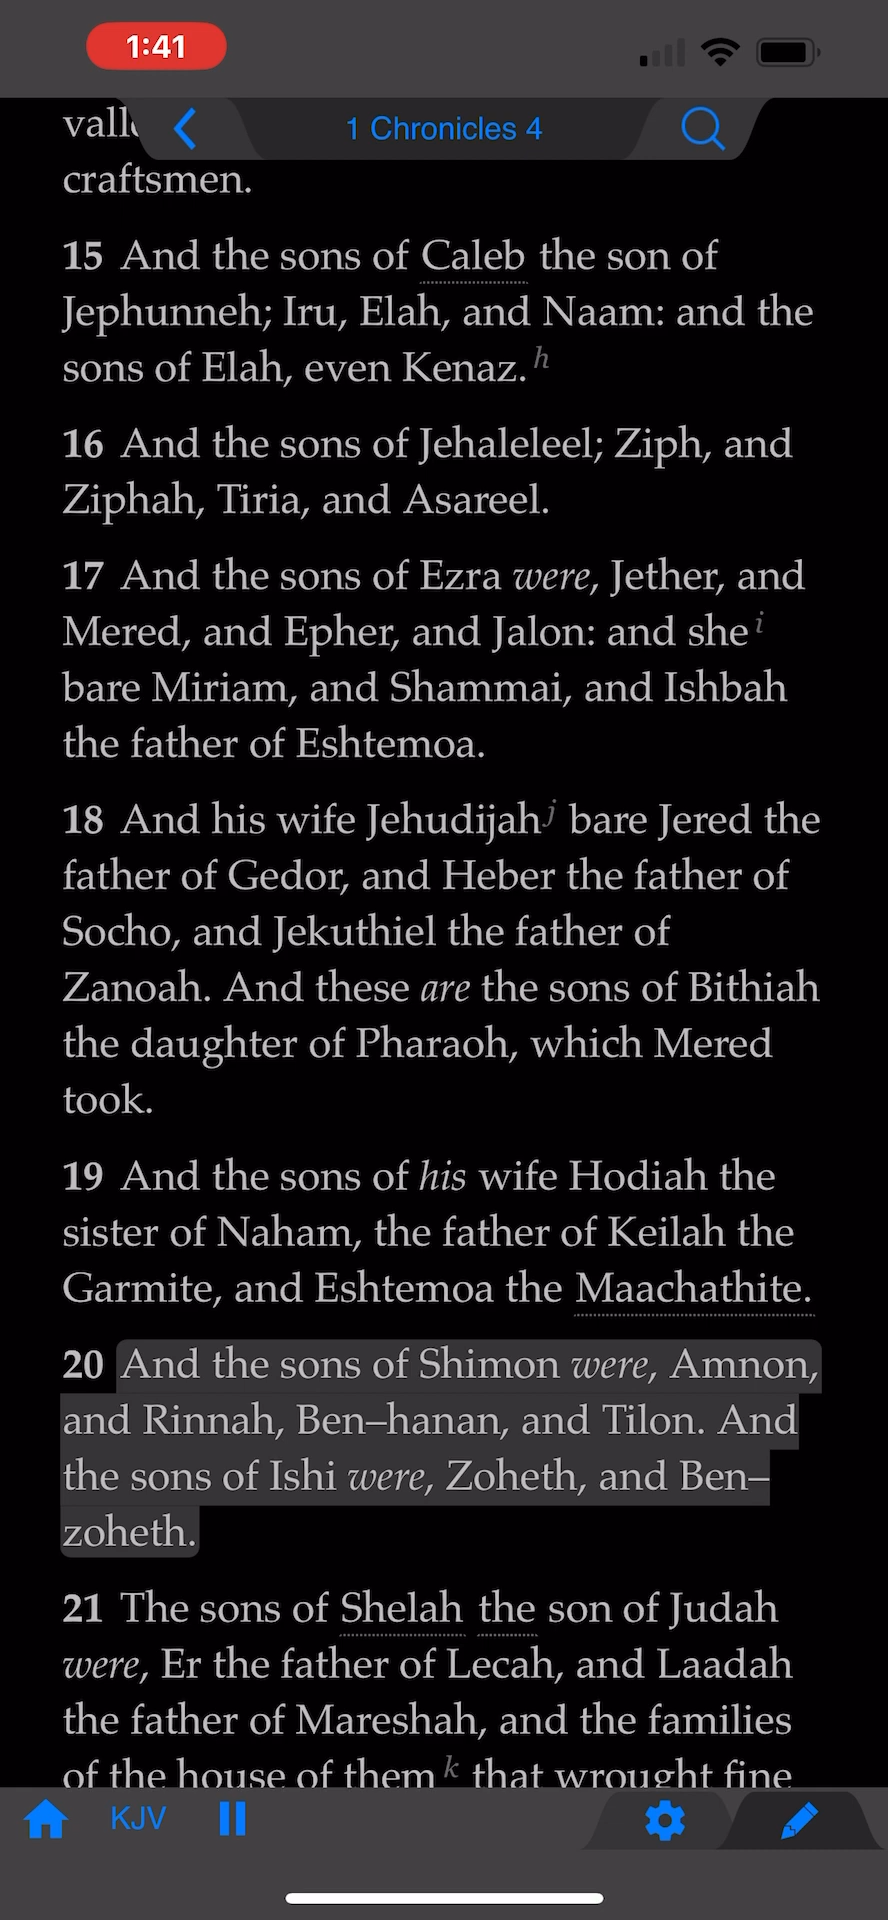 1:41
1 Chronicles 4
craftsmen.
15 And the sons of Caleb the son of
Jephunneh; Iru, Elah, and Naam: and the
sons of Elah, even Kenaz. h
16 And the sons of Jehaleleel; Ziph, and
Ziphah, Tiria, and Asareel.
17 And the sons of Ezra were, Jether, and
Mered, and Epher, and Jalon: and she i
bare Miriam, and Shammai, and Ishbah
the father of Eshtemoa.
18 And his wife Jehudijah j bare Jered the
father of Gedor, and Heber the father of
Socho, and Jekuthiel the father of
Zanoah. And these are the sons of Bithiah
the daughter of Pharaoh, which Mered
took.
19 And the sons of his wife Hodiah the
sister of Naham, the father of Keilah the
Garmite, and Eshtemoa the Maachathite.
20 And the sons of Shimon were, Amnon,
and Rinnah, Ben–hanan, and Tilon. And
the sons of Ishi were, Zoheth, and Ben–
zoheth.
21 The sons of Shelah the son of Judah
were, Er the father of Lecah, and Laadah
the father of Mareshah, and the families
of the house of them k that wrought fine
KJV